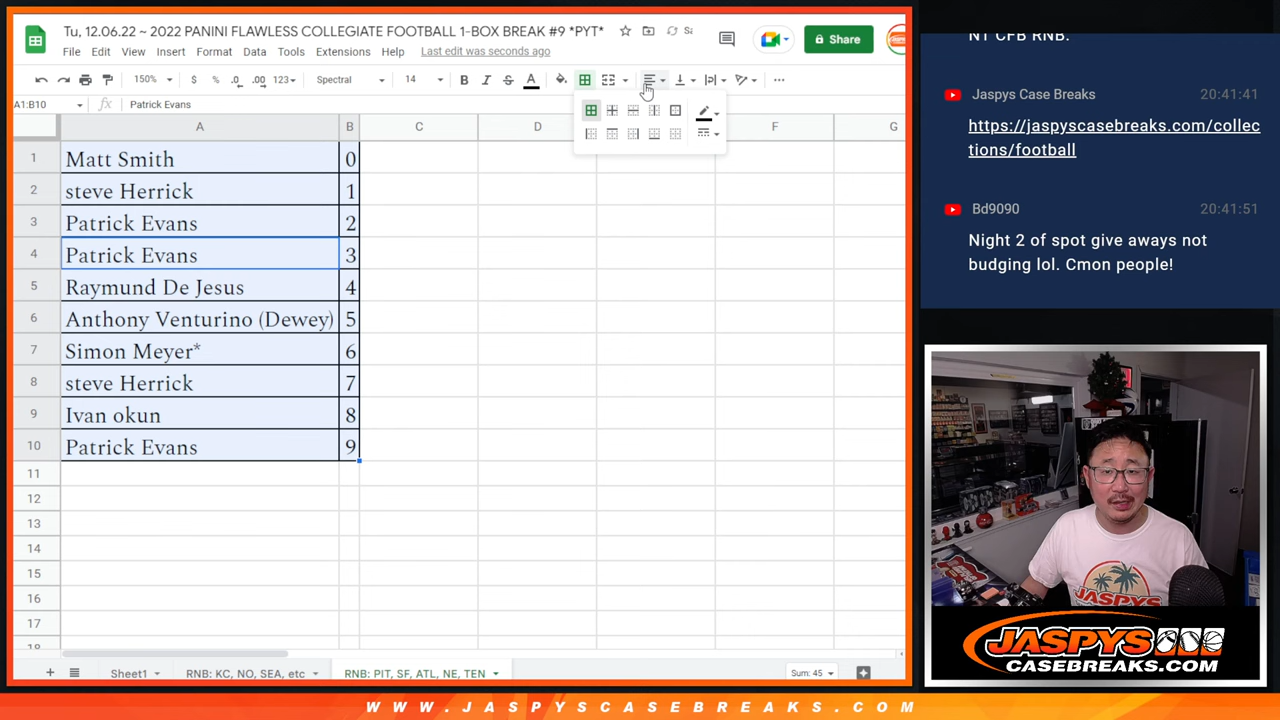 Tu, 12.06.22 ~ 2022 PANINI FLAWLESS COLLEGIATE FOOTBALL 1-BOX BREAK #9 *PYT*
File Edit View Insert Format Data Tools Extensions Help Last edit was seconds ago
Share
150% $ % .0 .00 123 Spectral 14 B I S A
A1:B10 fx Patrick Evans
A B C D F G
1 Matt Smith 0
2 steve Herrick 1
3 Patrick Evans 2
4 Patrick Evans 3
5 Raymund De Jesus 4
6 Anthony Venturino (Dewey) 5
7 Simon Meyer* 6
8 steve Herrick 7
9 Ivan okun 8
10 Patrick Evans 9
11
12
13
14
15
16
17
18
Sheet1 RNB: KC, NO, SEA, etc RNB: PIT, SF, ATL, NE, TEN Sum: 45
NT CFB RNB.
Jaspys Case Breaks 20:41:41
https://jaspyscasebreaks.com/collec
tions/football
Bd9090 20:41:51
Night 2 of spot give aways not
budging lol. Cmon people!
JASPYS
JASPYS
CASEBREAKS.COM
WWW.JASPYSCASEBREAKS.COM